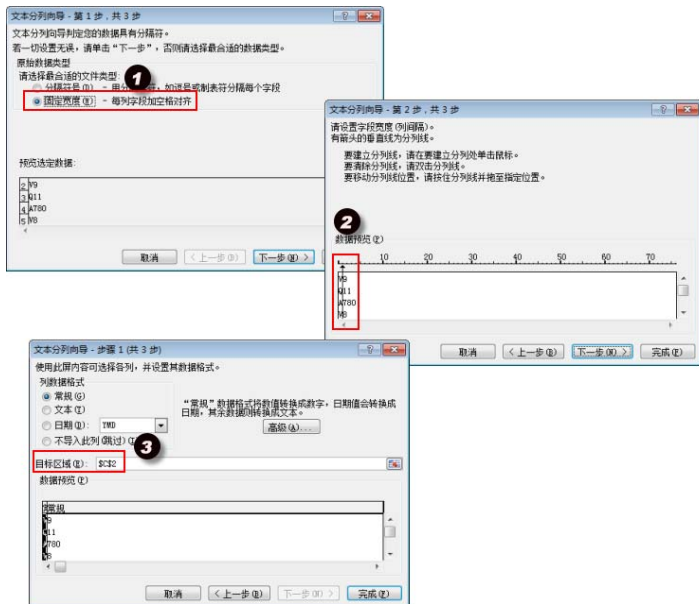 文本分列向导 - 第 1 步，共 3 步
文本分列向导判定您的数据具有分隔符。
若一切设置无误，请单击“下一步”，否则请选择最合适的数据类型。
原始数据类型
请选择最合适的文件类型:
1
分隔符号(D) - 用分隔字符，如逗号或制表符分隔每个字段
固定宽度(W) - 每列字段加空格对齐
预览选定数据:
2 V9
3 Q11
4 A780
5 V8
取消 <上一步(B) 下一步(N)>
文本分列向导 - 第 2 步，共 3 步
请设置字段宽度(列间隔)。
有箭头的垂直线为分列线。
要建立分列线，请在要建立分列处单击鼠标。
要清除分列线，请双击分列线。
要移动分列线位置，请按住分列线并拖至指定位置。
2
数据预览(P)
10 20 30 40 50 60 70
V9
Q11
A780
V8
取消 <上一步(B) 下一步(N)> 完成(F)
文本分列向导 - 步骤 1 (共 3 步)
使用此屏内容可选择各列，并设置其数据格式。
列数据格式
常规(G)
文本(T)
日期(D): YMD
不导入此列(跳过)(I)
“常规”数据格式将数值转换成数字，日期值会转换成日期，其余数据则转换成文本。
高级(A)...
3
目标区域(E): $C$2
数据预览(P)
常规
9
11
780
8
取消 <上一步(B) 下一步(N)> 完成(F)